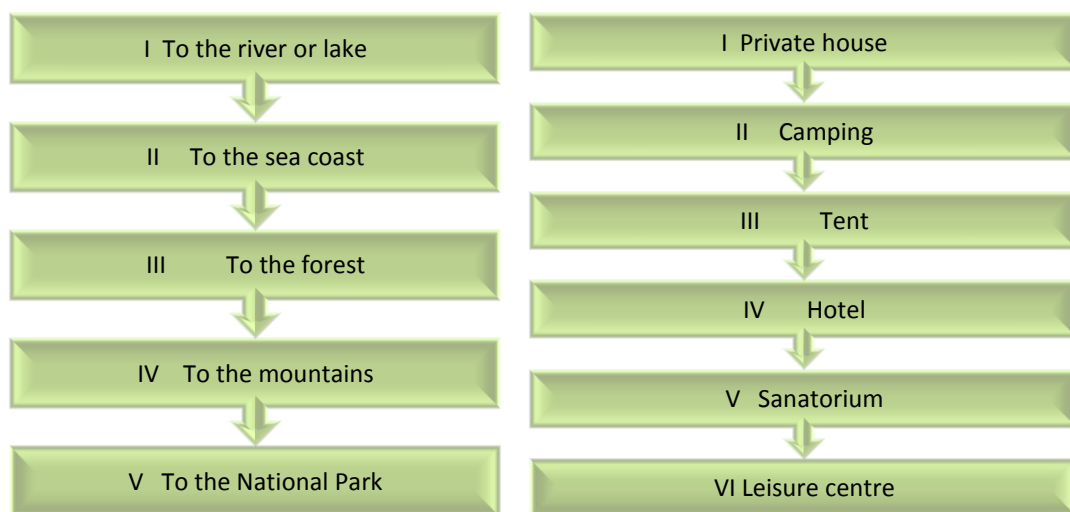 I To the river or lake
II To the sea coast
III To the forest
IV To the mountains
V To the National Park
I Private house
II Camping
III Tent
IV Hotel
V Sanatorium
VI Leisure centre